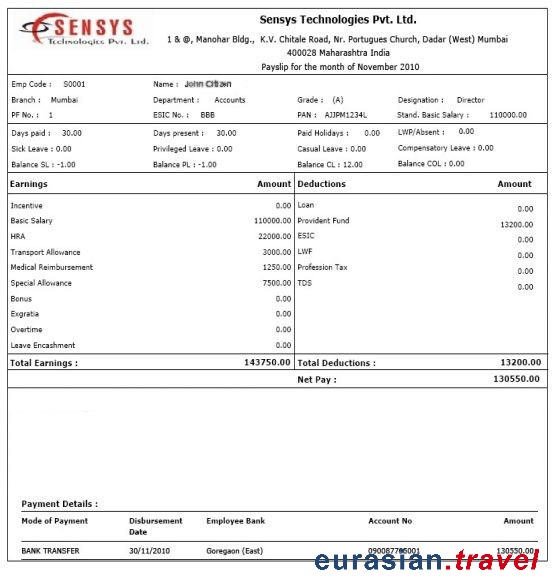 SENSYS
Technologies Pvt. Ltd.
Sensys Technologies Pvt. Ltd.
1 & @, Manohar Bldg., K.V. Chitale Road, Nr. Portugues Church, Dadar (West) Mumbai
400028 Maharashtra India
Payslip for the month of November 2010
Emp Code : S0001 Name : John Citizen
Branch : Mumbai Department : Accounts Grade : (A) Designation : Director
PF No. : 1 ESIC No. : BBB PAN : AJJPM1234L Stand. Basic Salary : 110000.00
Days paid : 30.00 Days present : 30.00 Paid Holidays : 0.00 LWP/Absent : 0.00
Sick Leave : 0.00 Privileged Leave : 0.00 Casual Leave : 0.00 Compensatory Leave : 0.00
Balance SL : -1.00 Balance PL : -1.00 Balance CL : 12.00 Balance COL : 0.00
Earnings Amount Deductions Amount
Incentive 0.00 Loan 0.00
Basic Salary 110000.00 Provident Fund 13200.00
HRA 22000.00 ESIC 0.00
Transport Allowance 3000.00 LWF 0.00
Medical Reimbursement 1250.00 Profession Tax 0.00
Special Allowance 7500.00 TDS 0.00
Bonus 0.00
Exgratia 0.00
Overtime 0.00
Leave Encashment 0.00
Total Earnings : 143750.00 Total Deductions : 13200.00
Net Pay : 130550.00
Payment Details :
Mode of Payment Disbursement Date Employee Bank Account No Amount
BANK TRANSFER 30/11/2010 Goregaon (East) 130550.00
eurasian.travel